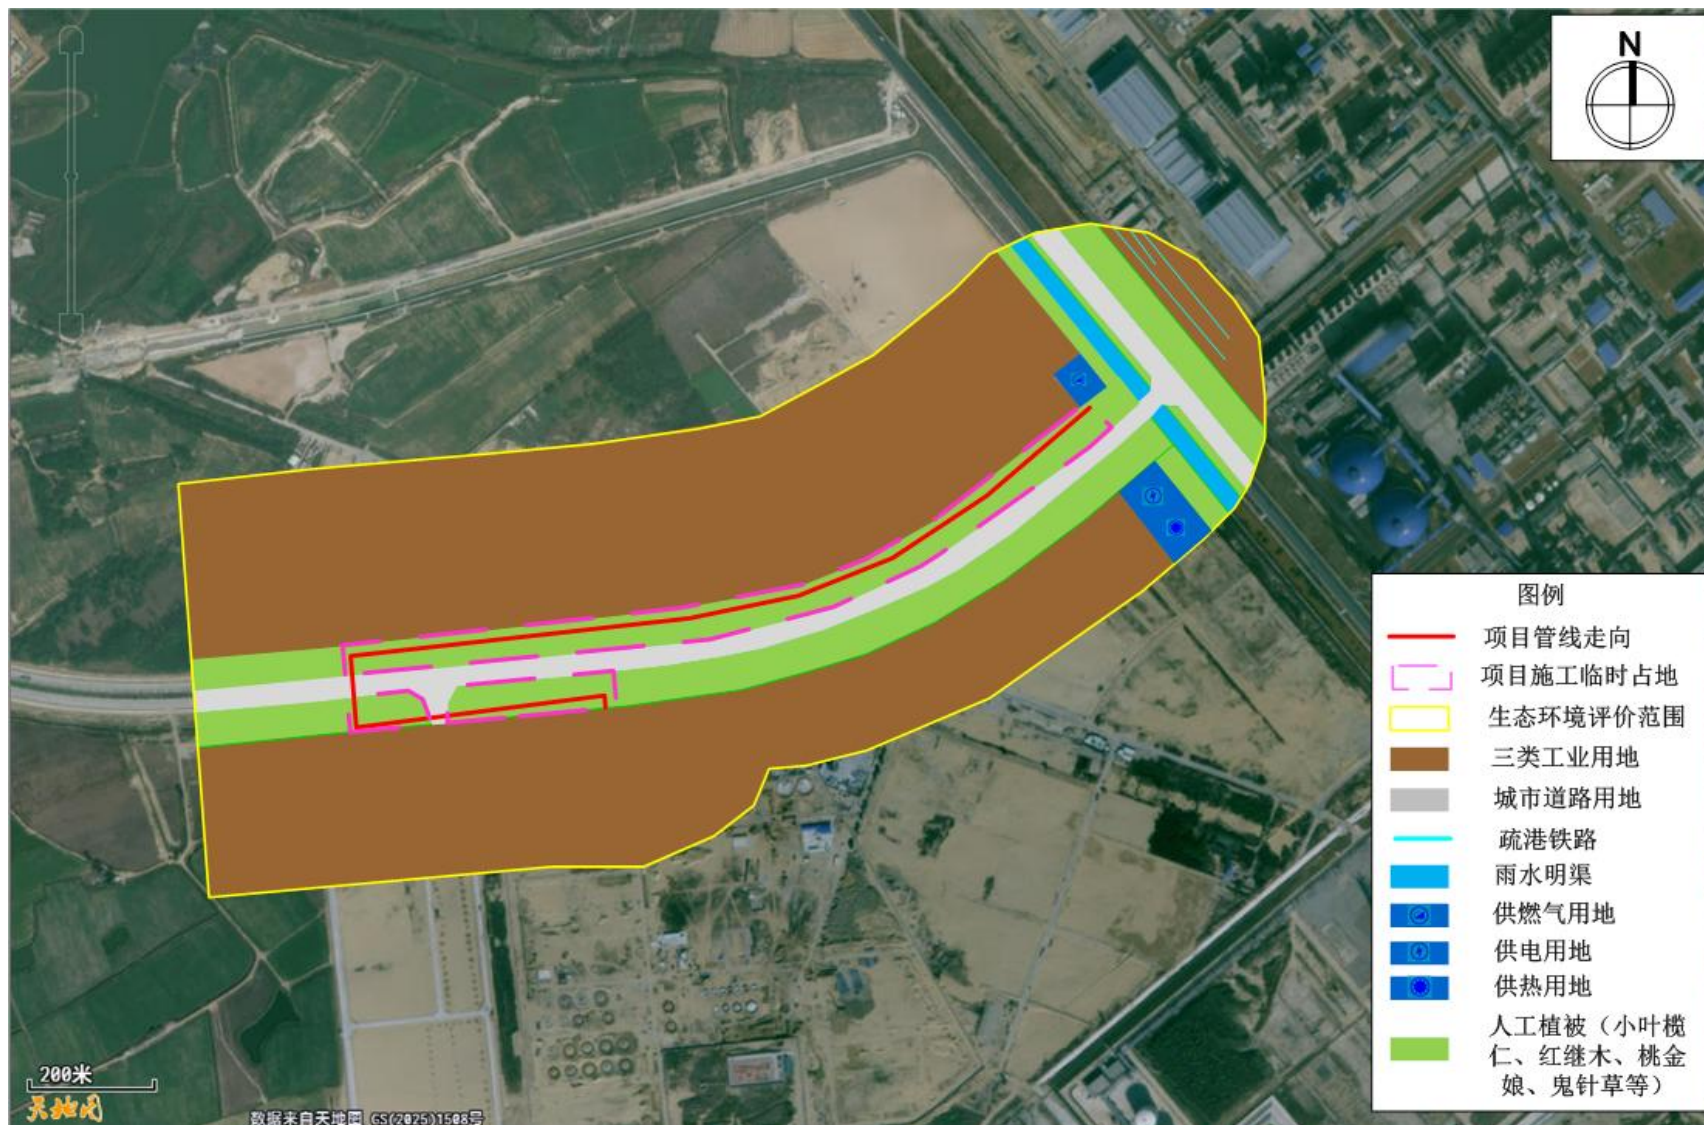 N
图例
项目管线走向
项目施工临时占地
生态环境评价范围
三类工业用地
城市道路用地
疏港铁路
雨水明渠
供燃气用地
供电用地
供热用地
人工植被（小叶榄
仁、红继木、桃金
娘、鬼针草等）
200米
天地图
数据来自天地图 GS(2025)1508号